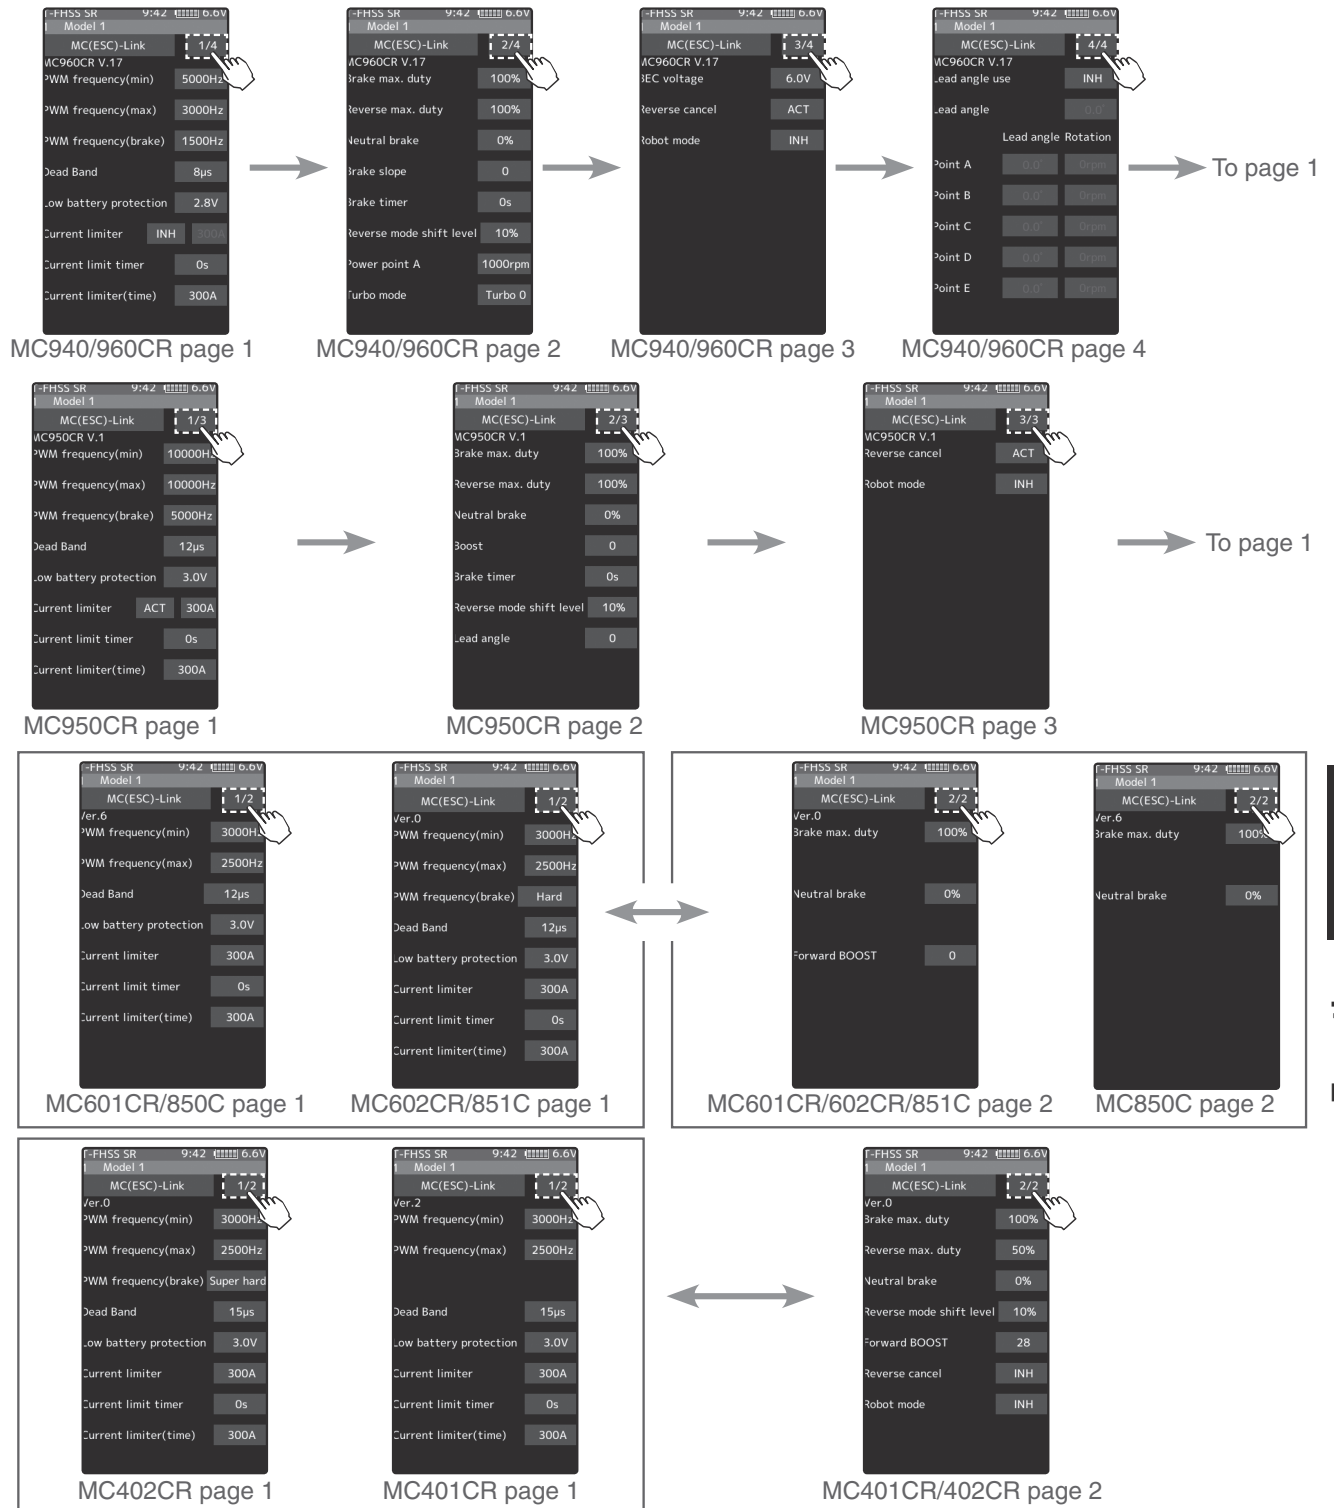 T-FHSS SR 9:42 6.6V
Model 1
MC(ESC)-Link 1/4
MC960CR V.17
PWM frequency(min) 5000Hz
PWM frequency(max) 3000Hz
PWM frequency(brake) 1500Hz
Dead Band 8µs
Low battery protection 2.8V
Current limiter INH 300A
Current limit timer 0s
Current limiter(time) 300A
MC940/960CR page 1
T-FHSS SR 9:42 6.6V
Model 1
MC(ESC)-Link 2/4
MC960CR V.17
Brake max. duty 100%
Reverse max. duty 100%
Neutral brake 0%
Brake slope 0
Brake timer 0s
Reverse mode shift level 10%
Power point A 1000rpm
Turbo mode Turbo 0
MC940/960CR page 2
T-FHSS SR 9:42 6.6V
Model 1
MC(ESC)-Link 3/4
MC960CR V.17
BEC voltage 6.0V
Reverse cancel ACT
Robot mode INH
MC940/960CR page 3
T-FHSS SR 9:42 6.6V
Model 1
MC(ESC)-Link 4/4
MC960CR V.17
Lead angle use INH
Lead angle 0.0°
Lead angle Rotation
Point A 0.0° 0rpm
Point B 0.0° 0rpm
Point C 0.0° 0rpm
Point D 0.0° 0rpm
Point E 0.0° 0rpm
MC940/960CR page 4
To page 1
T-FHSS SR 9:42 6.6V
1 Model 1
MC(ESC)-Link 1/3
MC950CR V.1
PWM frequency(min) 10000Hz
PWM frequency(max) 10000Hz
PWM frequency(brake) 5000Hz
Dead Band 12µs
Low battery protection 3.0V
Current limiter ACT 300A
Current limit timer 0s
Current limiter(time) 300A
MC950CR page 1
T-FHSS SR 9:42 6.6V
1 Model 1
MC(ESC)-Link 2/3
MC950CR V.1
Brake max. duty 100%
Reverse max. duty 100%
Neutral brake 0%
Boost 0
Brake timer 0s
Reverse mode shift level 10%
Lead angle 0
MC950CR page 2
T-FHSS SR 9:42 6.6V
1 Model 1
MC(ESC)-Link 3/3
MC950CR V.1
Reverse cancel ACT
Robot mode INH
MC950CR page 3
To page 1
T-FHSS SR 9:42 6.6V
1 Model 1
MC(ESC)-Link 1/2
Ver.6
PWM frequency(min) 3000Hz
PWM frequency(max) 2500Hz
Dead Band 12µs
Low battery protection 3.0V
Current limiter 300A
Current limit timer 0s
Current limiter(time) 300A
MC601CR/850C page 1
T-FHSS SR 9:42 6.6V
1 Model 1
MC(ESC)-Link 1/2
Ver.0
PWM frequency(min) 3000Hz
PWM frequency(max) 2500Hz
PWM frequency(brake) Hard
Dead Band 12µs
Low battery protection 3.0V
Current limiter 300A
Current limit timer 0s
Current limiter(time) 300A
MC602CR/851C page 1
T-FHSS SR 9:42 6.6V
1 Model 1
MC(ESC)-Link 2/2
Ver.0
Brake max. duty 100%
Neutral brake 0%
Forward BOOST 0
MC601CR/602CR/851C page 2
T-FHSS SR 9:42 6.6V
1 Model 1
MC(ESC)-Link 2/2
Ver.6
Brake max. duty 100%
Neutral brake 0%
MC850C page 2
T-FHSS SR 9:42 6.6V
1 Model 1
MC(ESC)-Link 1/2
Ver.0
PWM frequency(min) 3000Hz
PWM frequency(max) 2500Hz
PWM frequency(brake) Super hard
Dead Band 15µs
Low battery protection 3.0V
Current limiter 300A
Current limit timer 0s
Current limiter(time) 300A
MC402CR page 1
T-FHSS SR 9:42 6.6V
1 Model 1
MC(ESC)-Link 1/2
Ver.2
PWM frequency(min) 3000Hz
PWM frequency(max) 2500Hz
Dead Band 15µs
Low battery protection 3.0V
Current limiter 300A
Current limit timer 0s
Current limiter(time) 300A
MC401CR page 1
T-FHSS SR 9:42 6.6V
1 Model 1
MC(ESC)-Link 2/2
Ver.0
Brake max. duty 100%
Reverse max. duty 50%
Neutral brake 0%
Reverse mode shift level 10%
Forward BOOST 28
Reverse cancel INH
Robot mode INH
MC401CR/402CR page 2